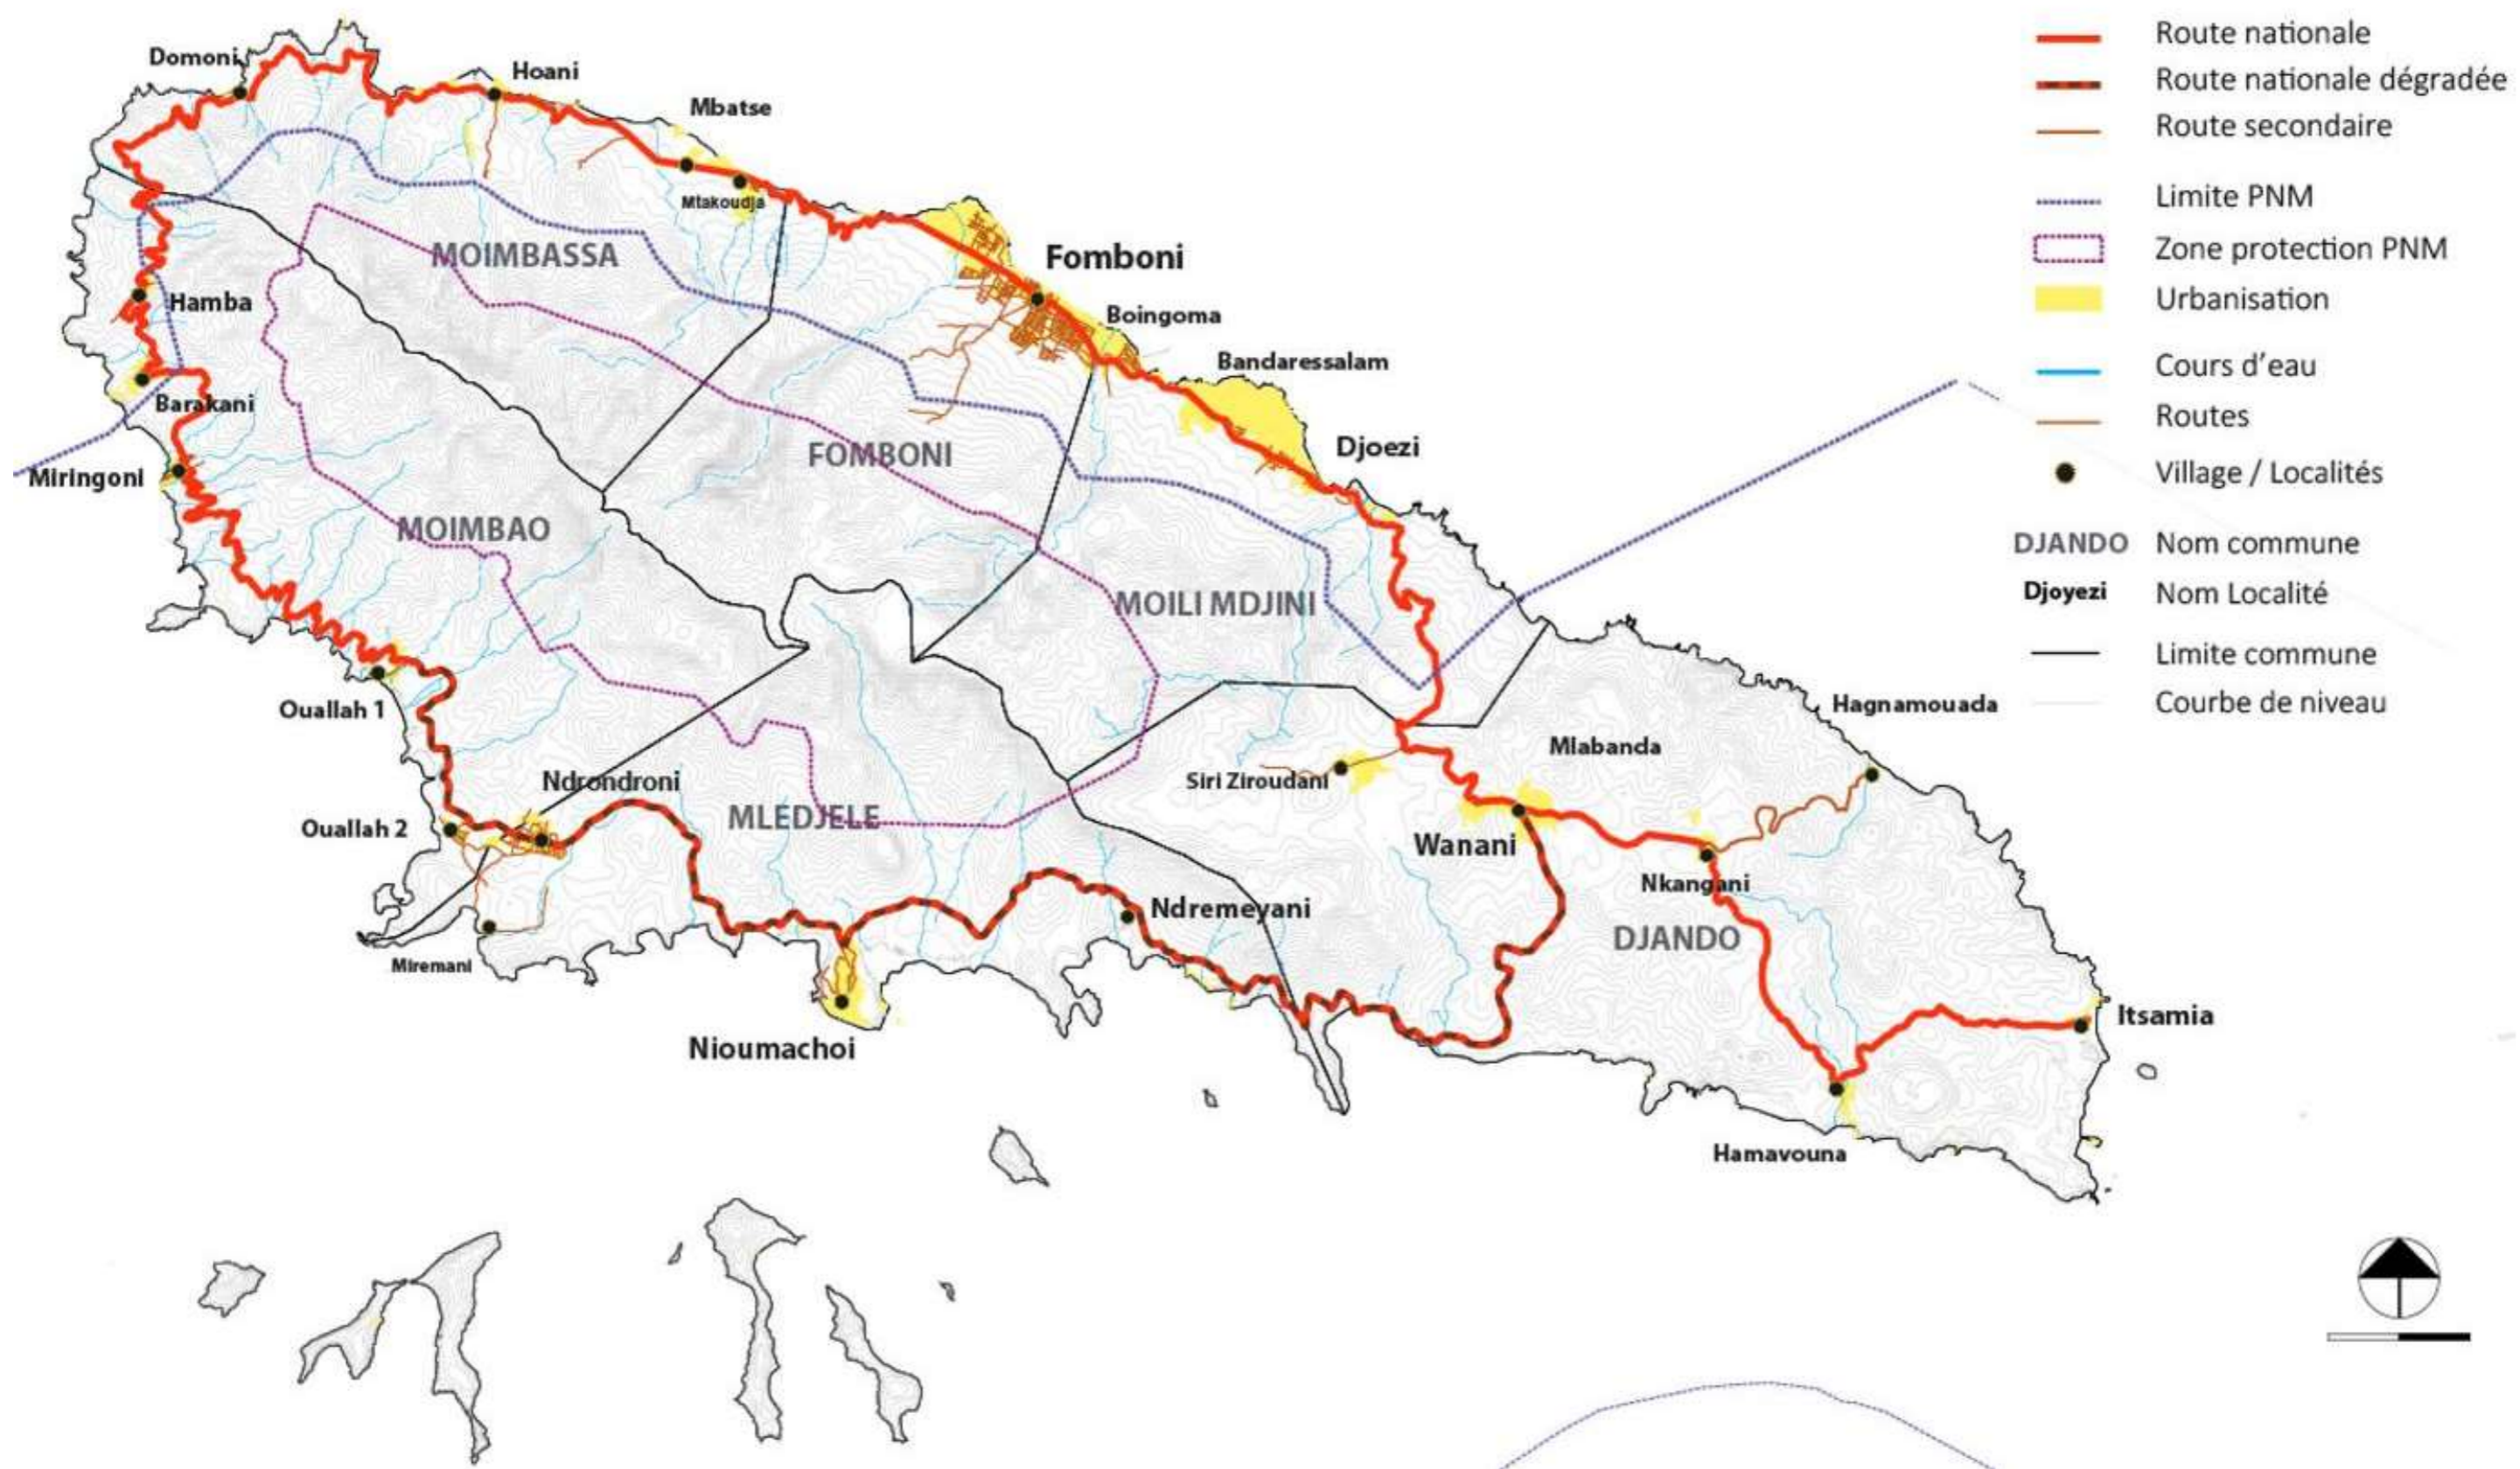 Domoni
Hoani
Mbatse
Mtakoudja
MOIMBASSA
Fomboni
Hamba
Boingoma
Bandaressalam
Barakani
Djoezi
FOMBONI
Miringoni
MOIMBAO
MOILI MDJINI
Ouallah 1
Hagnamouada
Mlabanda
Siri Ziroudani
Ndrondroni
MLEDJELE
Ouallah 2
Wanani
Nkangani
Ndremeyani
DJANDO
Miremani
Itsamia
Nioumachoi
Hamavouna
Route nationale
Route nationale dégradée
Route secondaire
Limite PNM
Zone protection PNM
Urbanisation
Cours d'eau
Routes
Village / Localités
DJANDO Nom commune
Djoyezi Nom Localité
Limite commune
Courbe de niveau